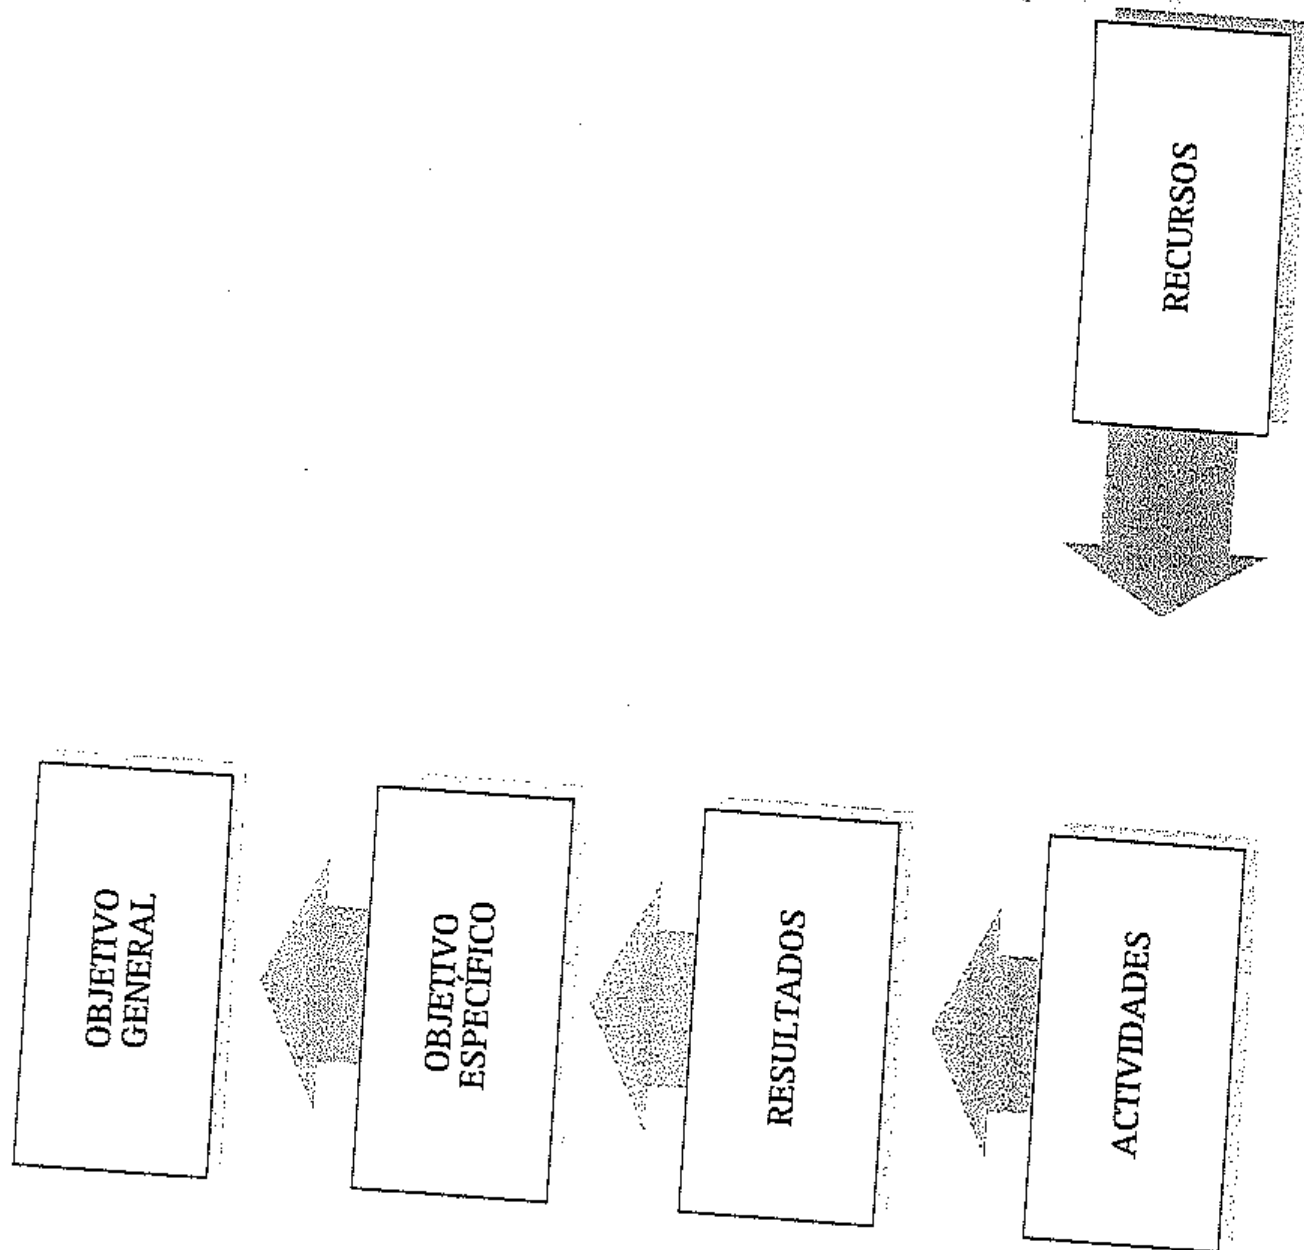 OBJETIVO
GENERAL
OBJETIVO
ESPECÍFICO
RESULTADOS
ACTIVIDADES
RECURSOS